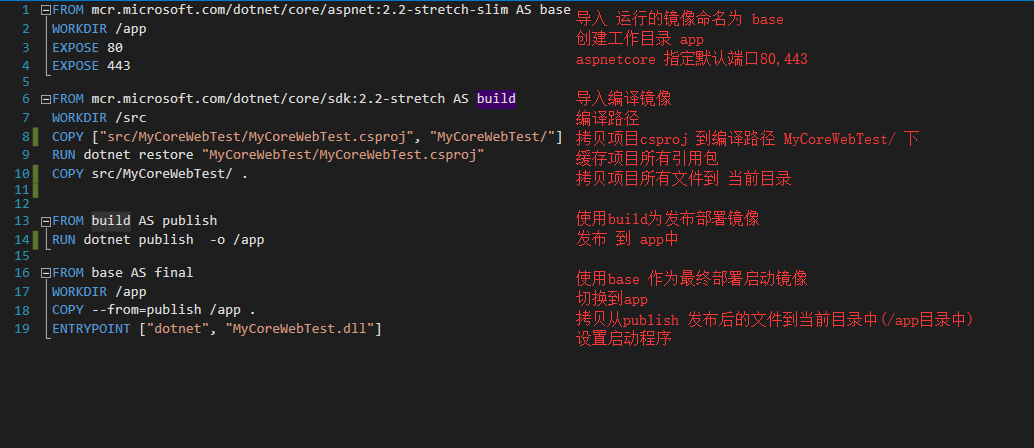 1 FROM mcr.microsoft.com/dotnet/core/aspnet:2.2-stretch-slim AS base
导入 运行的镜像命名为 base
2 WORKDIR /app
创建工作目录 app
3 EXPOSE 80
aspnetcore 指定默认端口80,443
4 EXPOSE 443
5
6 FROM mcr.microsoft.com/dotnet/core/sdk:2.2-stretch AS build
导入编译镜像
7 WORKDIR /src
编译路径
8 COPY ["src/MyCoreWebTest/MyCoreWebTest.csproj", "MyCoreWebTest/"]
拷贝项目csproj 到编译路径 MyCoreWebTest/ 下
9 RUN dotnet restore "MyCoreWebTest/MyCoreWebTest.csproj"
缓存项目所有引用包
10 COPY src/MyCoreWebTest/ .
拷贝项目所有文件到 当前目录
11
12
13 FROM build AS publish
使用build为发布部署镜像
14 RUN dotnet publish  -o /app
发布 到 app中
15
16 FROM base AS final
使用base 作为最终部署启动镜像
17 WORKDIR /app
切换到app
18 COPY --from=publish /app .
拷贝从publish 发布后的文件到当前目录中(/app目录中)
19 ENTRYPOINT ["dotnet", "MyCoreWebTest.dll"]
设置启动程序